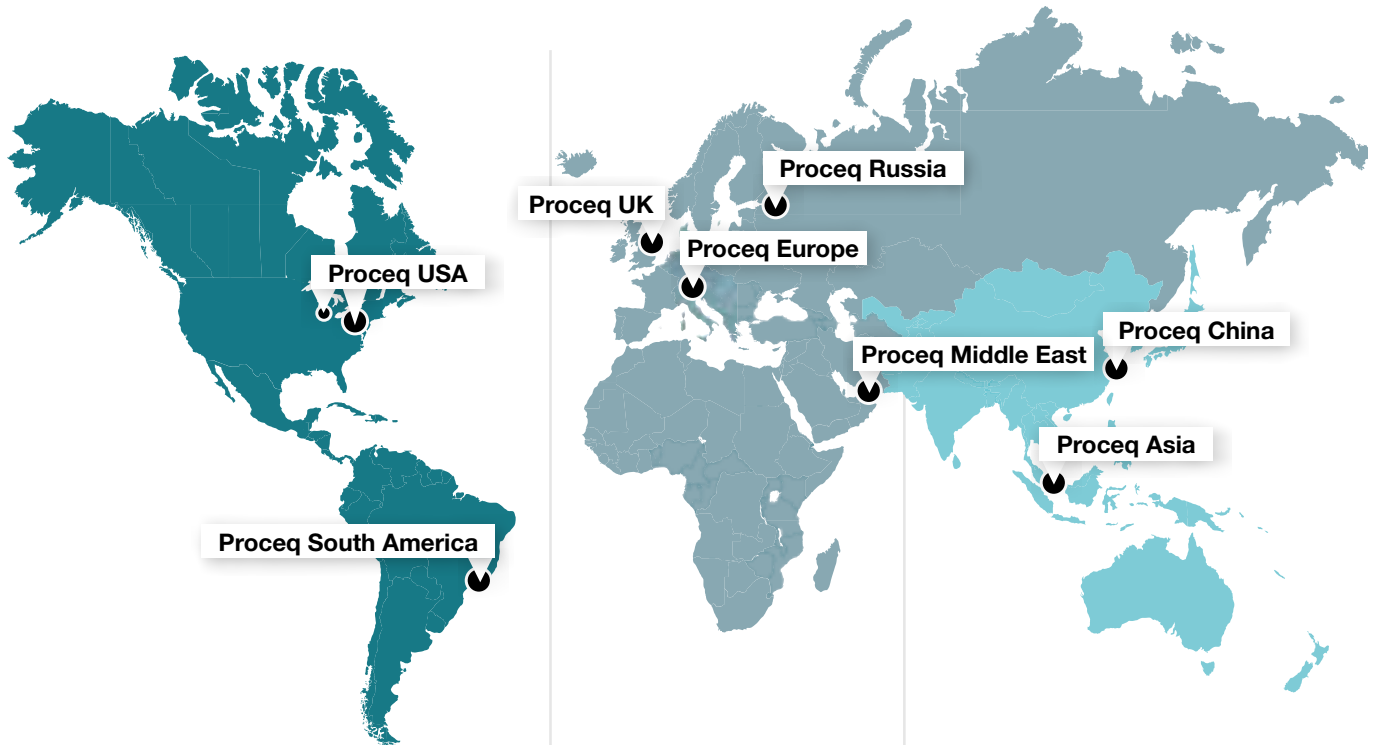 Proceq Russia
Proceq UK
Proceq Europe
Proceq USA
Proceq China
Proceq Middle East
Proceq Asia
Proceq South America